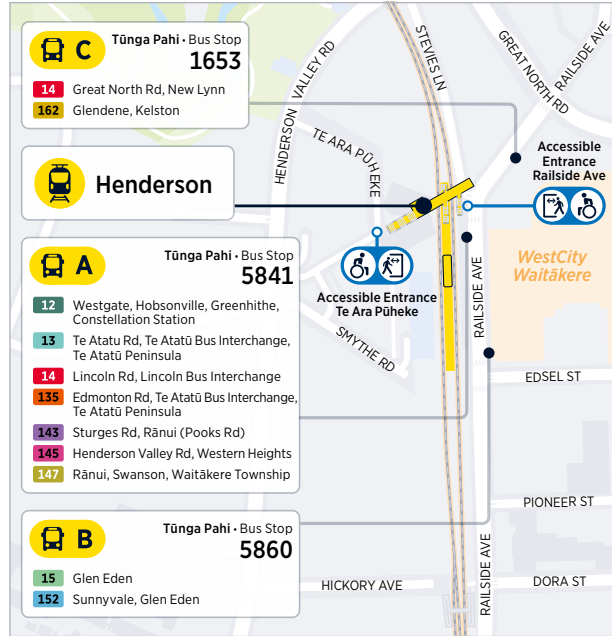 C
Tūnga Pahi • Bus Stop
1653
14 Great North Rd, New Lynn
162 Glendene, Kelston
Henderson
A
Tūnga Pahi • Bus Stop
5841
12 Westgate, Hobsonville, Greenhithe,
Constellation Station
13 Te Atatu Rd, Te Atatū Bus Interchange,
Te Atatū Peninsula
14 Lincoln Rd, Lincoln Bus Interchange
135 Edmonton Rd, Te Atatū Bus Interchange,
Te Atatū Peninsula
143 Sturges Rd, Rānui (Pooks Rd)
145 Henderson Valley Rd, Western Heights
147 Rānui, Swanson, Waitākere Township
B
Tūnga Pahi • Bus Stop
5860
15 Glen Eden
152 Sunnyvale, Glen Eden
HENDERSON VALLEY RD
STEVIES LN
GREAT NORTH RD
RAILSIDE AVE
TE ARA PŪHEKE
Accessible
Entrance
Railside Ave
Accessible Entrance
Te Ara Pūheke
WestCity
Waitākere
RAILSIDE AVE
SMYTHE RD
EDSEL ST
PIONEER ST
HICKORY AVE
RAILSIDE AVE
DORA ST